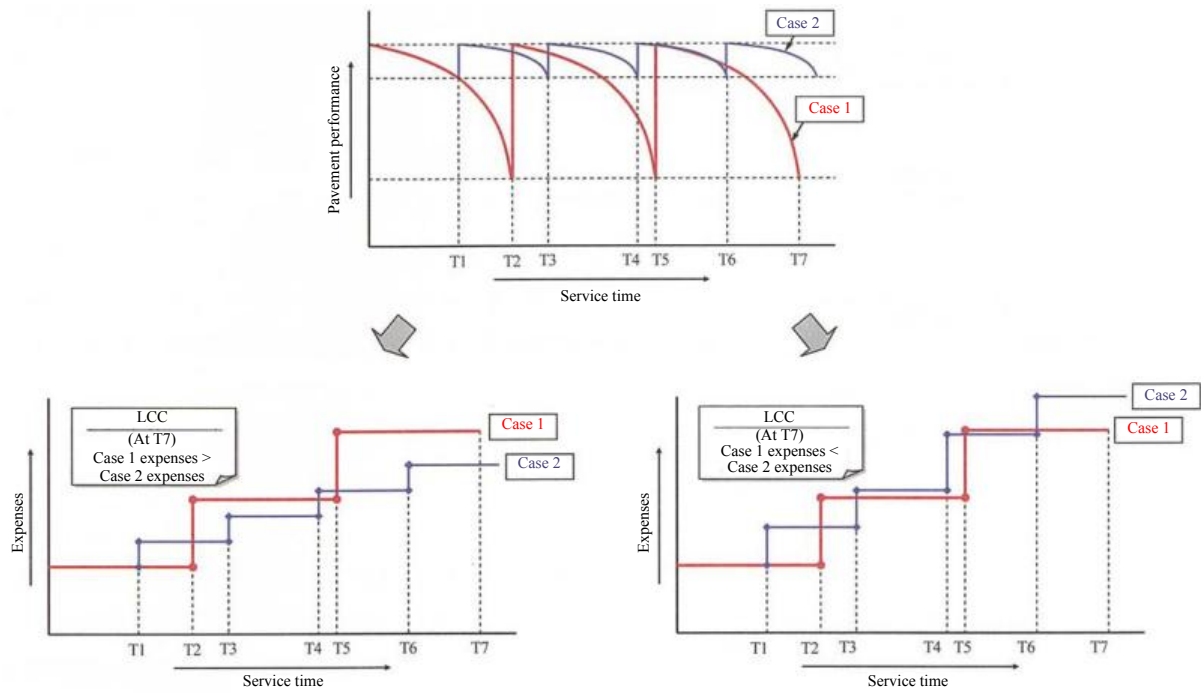 Case 2
Case 1
Pavement performance
T1 T2 T3 T4 T5 T6 T7
Service time
LCC
(At T7)
Case 1 expenses >
Case 2 expenses
Case 1
Case 2
Expenses
T1 T2 T3 T4 T5 T6 T7
Service time
LCC
(At T7)
Case 1 expenses <
Case 2 expenses
Case 2
Case 1
Expenses
T1 T2 T3 T4 T5 T6 T7
Service time